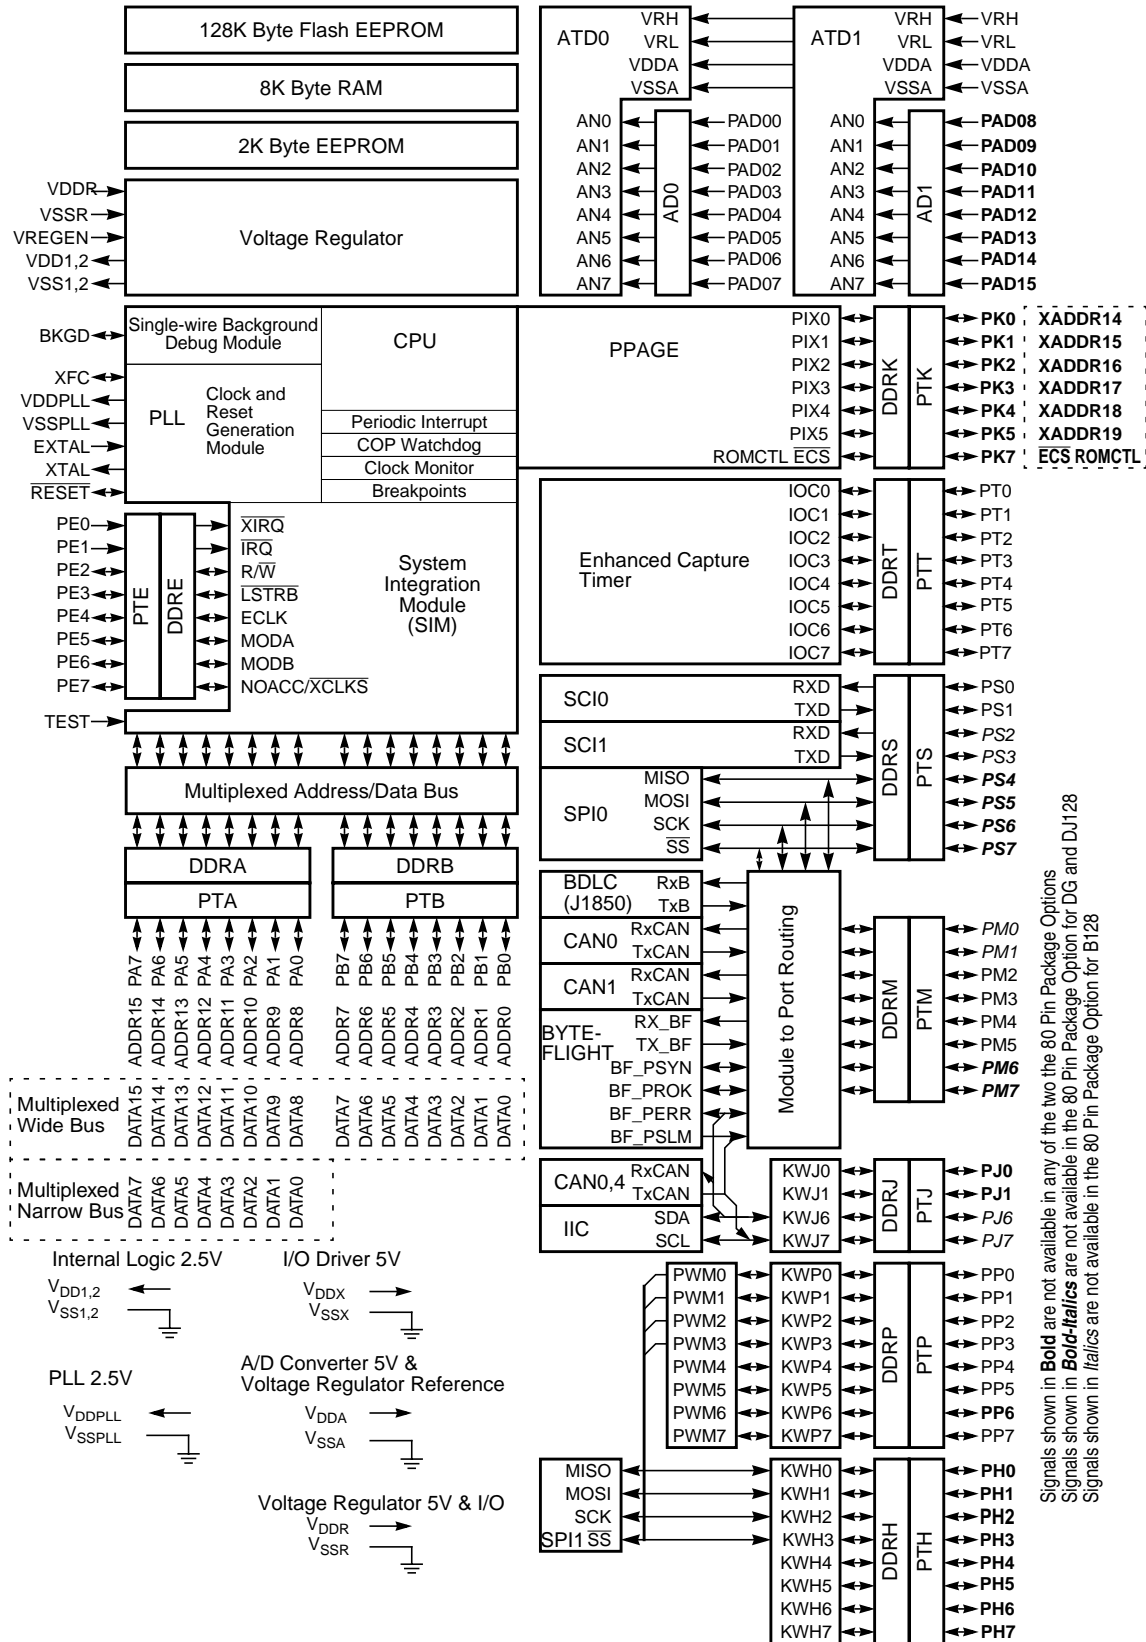 128K Byte Flash EEPROM
8K Byte RAM
2K Byte EEPROM
VDDR
VSSR
VREGEN
VDD1,2
VSS1,2
Voltage Regulator
ATD0
VRH
VRL
VDDA
VSSA
AN0
AN1
AN2
AN3
AN4
AN5
AN6
AN7
AD0
PAD00
PAD01
PAD02
PAD03
PAD04
PAD05
PAD06
PAD07
ATD1
VRH
VRL
VDDA
VSSA
AN0
AN1
AN2
AN3
AN4
AN5
AN6
AN7
AD1
VRH
VRL
VDDA
VSSA
PAD08
PAD09
PAD10
PAD11
PAD12
PAD13
PAD14
PAD15
BKGD
XFC
VDDPLL
VSSPLL
EXTAL
XTAL
RESET
Single-wire Background
Debug Module
CPU
PLL
Clock and
Reset
Generation
Module
Periodic Interrupt
COP Watchdog
Clock Monitor
Breakpoints
PPAGE
PIX0
PIX1
PIX2
PIX3
PIX4
PIX5
ROMCTL ECS
DDRK
PTK
PK0 XADDR14
PK1 XADDR15
PK2 XADDR16
PK3 XADDR17
PK4 XADDR18
PK5 XADDR19
PK7 ECS ROMCTL
PE0
PE1
PE2
PE3
PE4
PE5
PE6
PE7
TEST
PTE
DDRE
XIRQ
IRQ
R/W
LSTRB
ECLK
MODA
MODB
NOACC/XCLKS
System
Integration
Module
(SIM)
Enhanced Capture
Timer
IOC0
IOC1
IOC2
IOC3
IOC4
IOC5
IOC6
IOC7
DDRT
PTT
PT0
PT1
PT2
PT3
PT4
PT5
PT6
PT7
SCI0
RXD
TXD
SCI1
RXD
TXD
SPI0
MISO
MOSI
SCK
SS
DDRS
PTS
PS0
PS1
PS2
PS3
PS4
PS5
PS6
PS7
Multiplexed Address/Data Bus
DDRA
PTA
DDRB
PTB
PA7
PA6
PA5
PA4
PA3
PA2
PA1
PA0
PB7
PB6
PB5
PB4
PB3
PB2
PB1
PB0
ADDR15
ADDR14
ADDR13
ADDR12
ADDR11
ADDR10
ADDR9
ADDR8
ADDR7
ADDR6
ADDR5
ADDR4
ADDR3
ADDR2
ADDR1
ADDR0
Multiplexed
Wide Bus
DATA15
DATA14
DATA13
DATA12
DATA11
DATA10
DATA9
DATA8
DATA7
DATA6
DATA5
DATA4
DATA3
DATA2
DATA1
DATA0
Multiplexed
Narrow Bus
DATA7
DATA6
DATA5
DATA4
DATA3
DATA2
DATA1
DATA0
BDLC
(J1850)
RxB
TxB
CAN0
RxCAN
TxCAN
CAN1
RxCAN
TxCAN
BYTE-
FLIGHT
RX_BF
TX_BF
BF_PSYN
BF_PROK
BF_PERR
BF_PSLM
Module to Port Routing
DDRM
PTM
PM0
PM1
PM2
PM3
PM4
PM5
PM6
PM7
CAN0,4
RxCAN
TxCAN
IIC
SDA
SCL
KWJ0
KWJ1
KWJ6
KWJ7
DDRJ
PTJ
PJ0
PJ1
PJ6
PJ7
PWM0
PWM1
PWM2
PWM3
PWM4
PWM5
PWM6
PWM7
KWP0
KWP1
KWP2
KWP3
KWP4
KWP5
KWP6
KWP7
DDRP
PTP
PP0
PP1
PP2
PP3
PP4
PP5
PP6
PP7
MISO
MOSI
SCK
SPI1 SS
KWH0
KWH1
KWH2
KWH3
KWH4
KWH5
KWH6
KWH7
DDRH
PTH
PH0
PH1
PH2
PH3
PH4
PH5
PH6
PH7
Internal Logic 2.5V
VDD1,2
VSS1,2
I/O Driver 5V
VDDX
VSSX
PLL 2.5V
VDDPLL
VSSPLL
A/D Converter 5V &
Voltage Regulator Reference
VDDA
VSSA
Voltage Regulator 5V & I/O
VDDR
VSSR
Signals shown in Bold are not available in any of the two the 80 Pin Package Options
Signals shown in Bold-Italics are not available in the 80 Pin Package Option for DG and DJ128
Signals shown in Italics are not available in the 80 Pin Package Option for B128